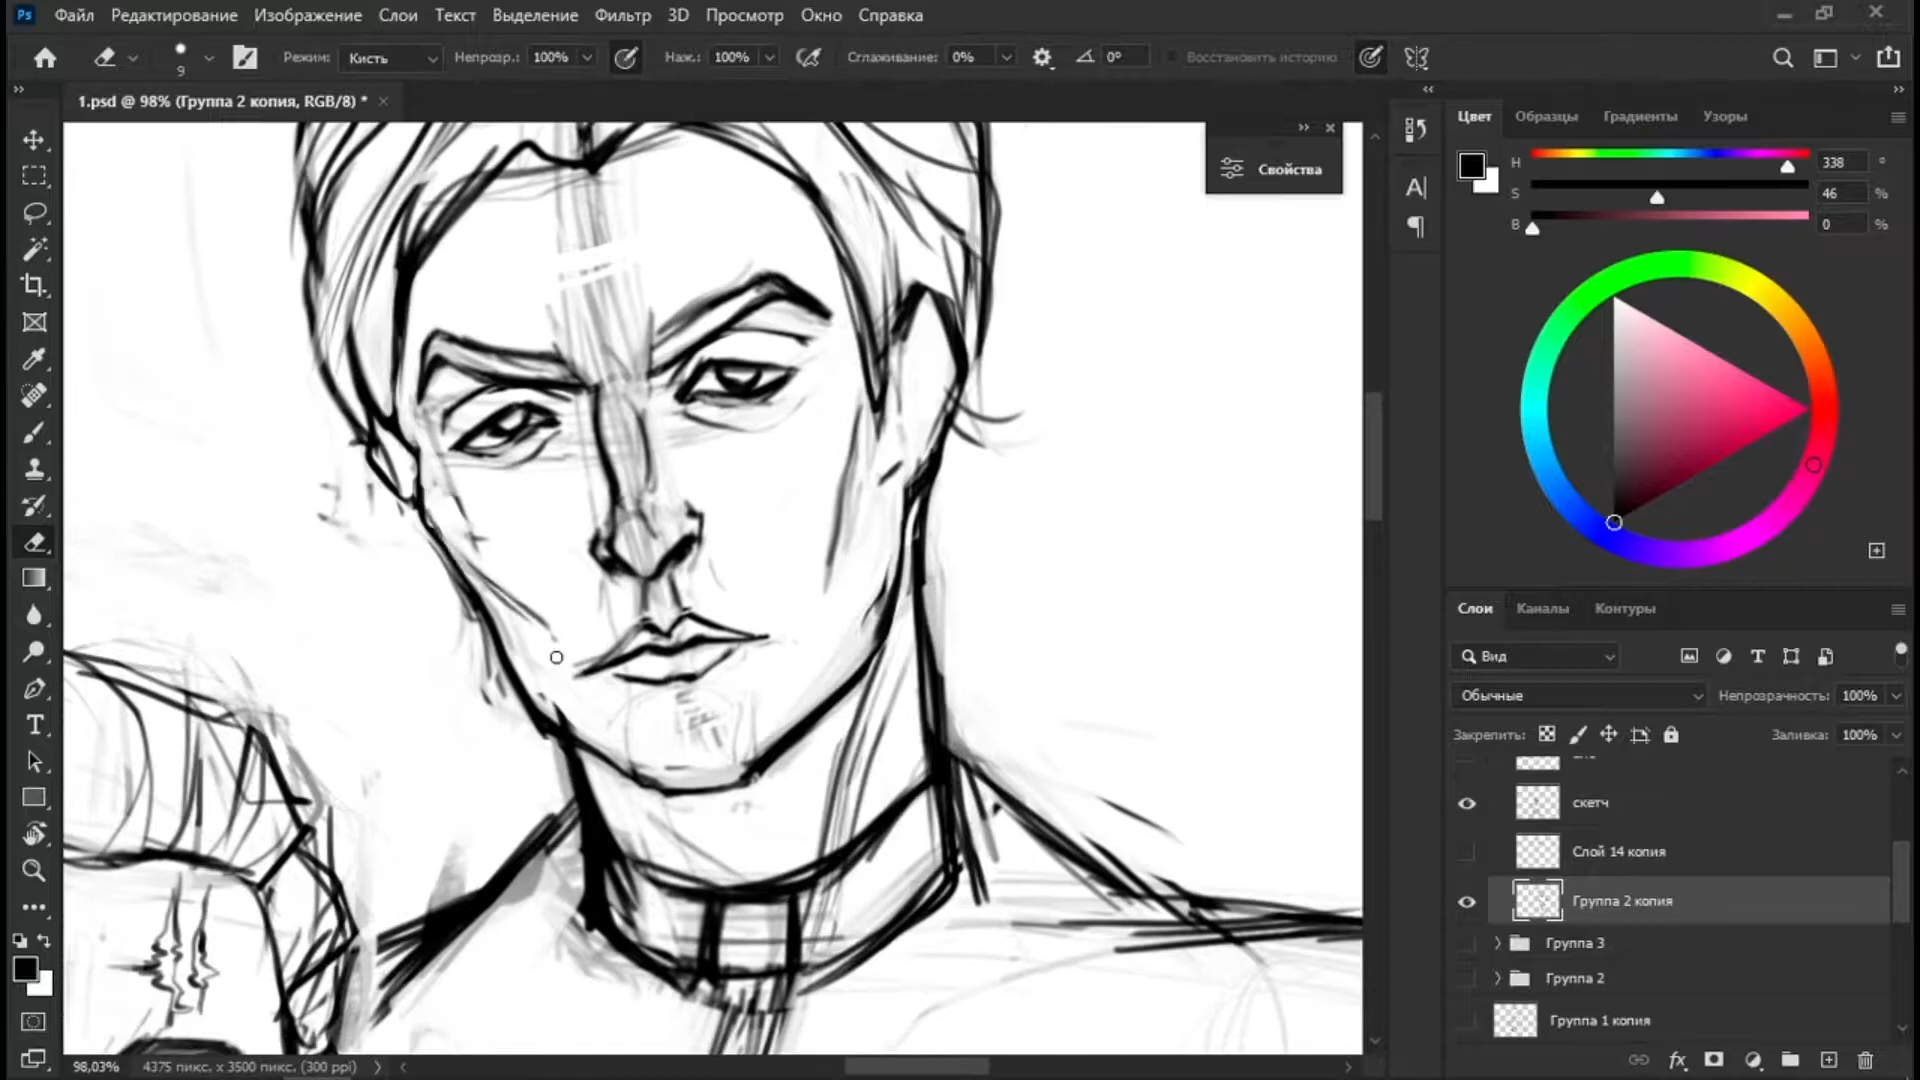 Ps Файл Редактирование Изображение Слои Текст Выделение Фильтр 3D Просмотр Окно Справка
9 Режим: Кисть Непрозр.: 100% Наж.: 100% Сглаживание: 0% 0° Восстановить историю
1.psd @ 98% (Группа 2 копия, RGB/8) *
Свойства
Цвет Образцы Градиенты Узоры
H 338 °
S 46 %
B 0 %
Слои Каналы Контуры
Вид
Обычные Непрозрачность: 100%
Закрепить: Заливка: 100%
скетч
Слой 14 копия
Группа 2 копия
Группа 3
Группа 2
Группа 1 копия
98,03% 4375 пикс. x 3500 пикс. (300 ppi)